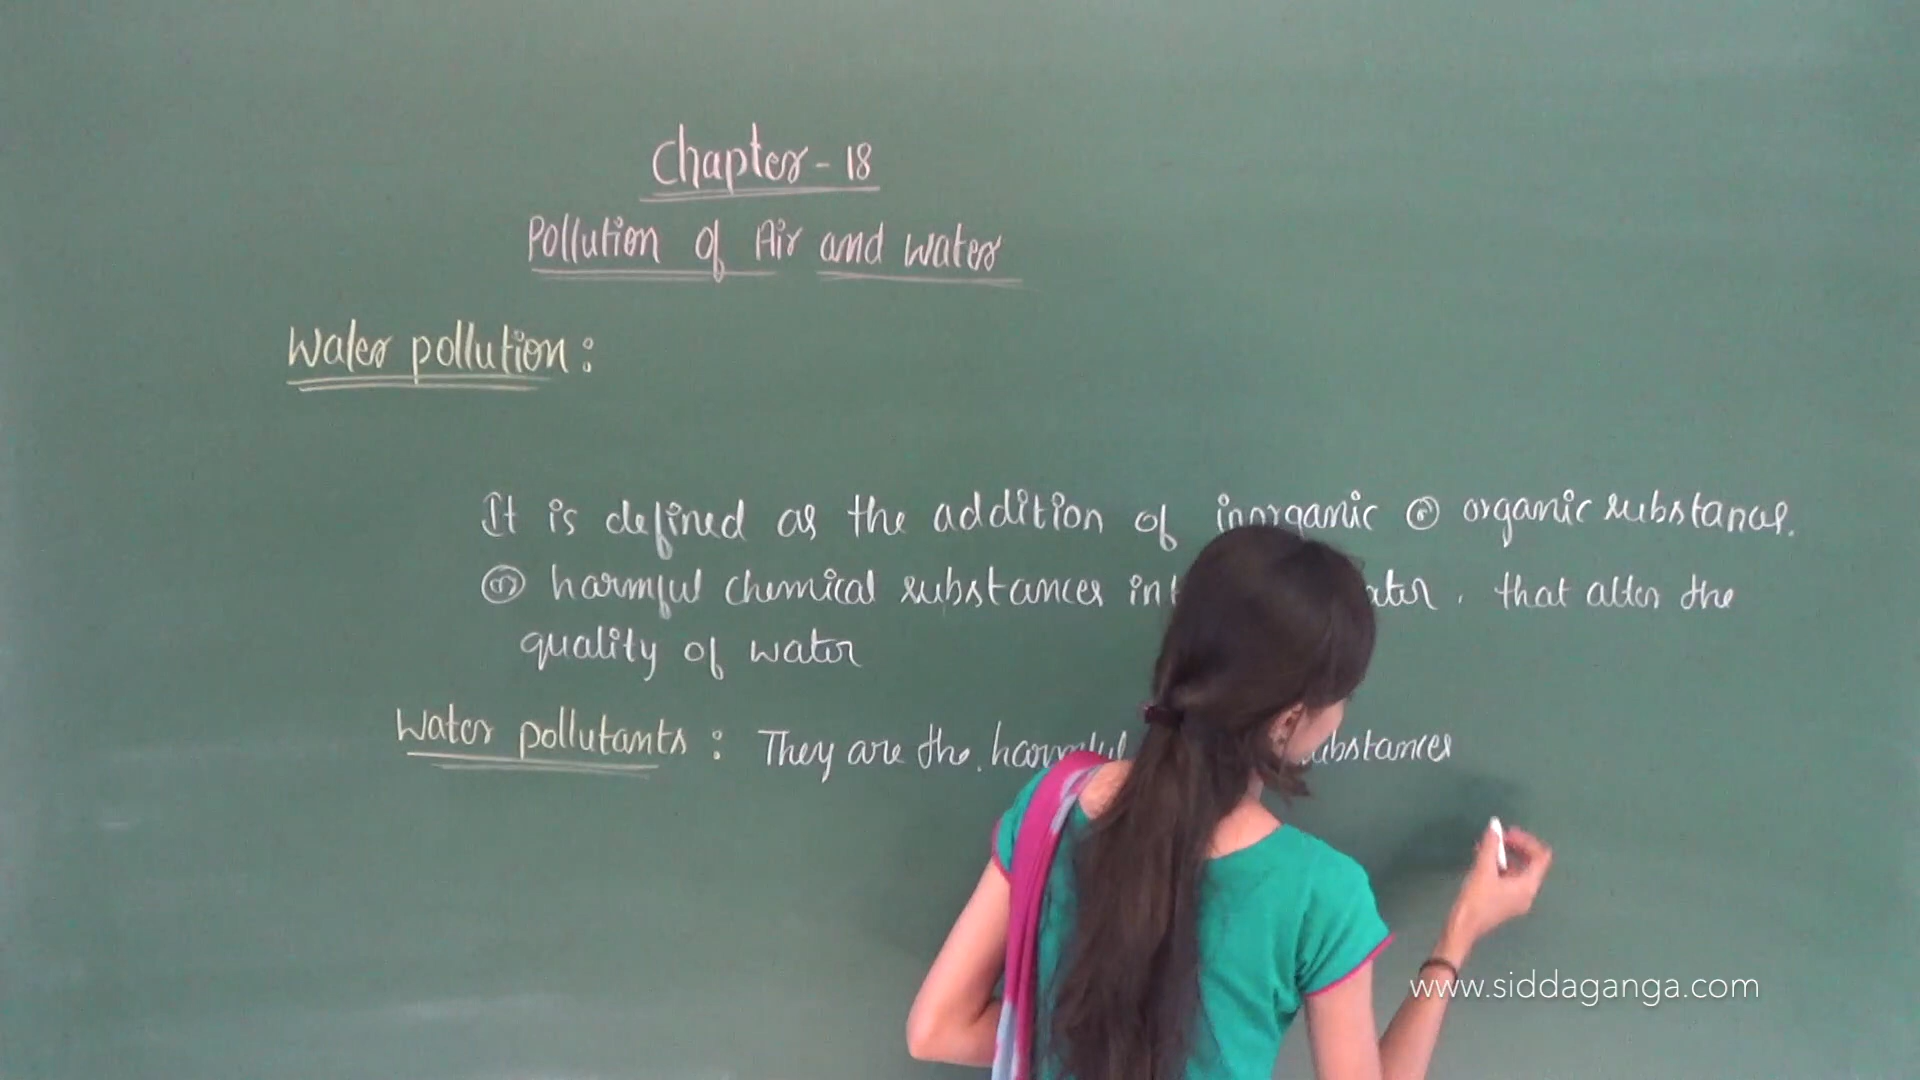 Chapter - 18
Pollution of Air and Water
Water pollution :
It is defined as the addition of inorganic or organic substances.
or harmful chemical substances water. that alter the
quality of water
Water pollutants : They are the harmful substances
www.siddaganga.com